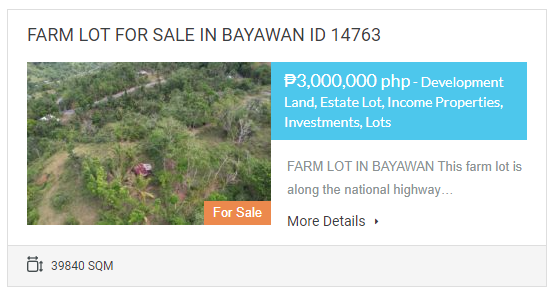 FARM LOT FOR SALE IN BAYAWAN ID 14763
₱3,000,000 php - Development
Land, Estate Lot, Income Properties,
Investments, Lots
For Sale
FARM LOT IN BAYAWAN This farm lot is
along the national highway…
More Details
39840 SQM